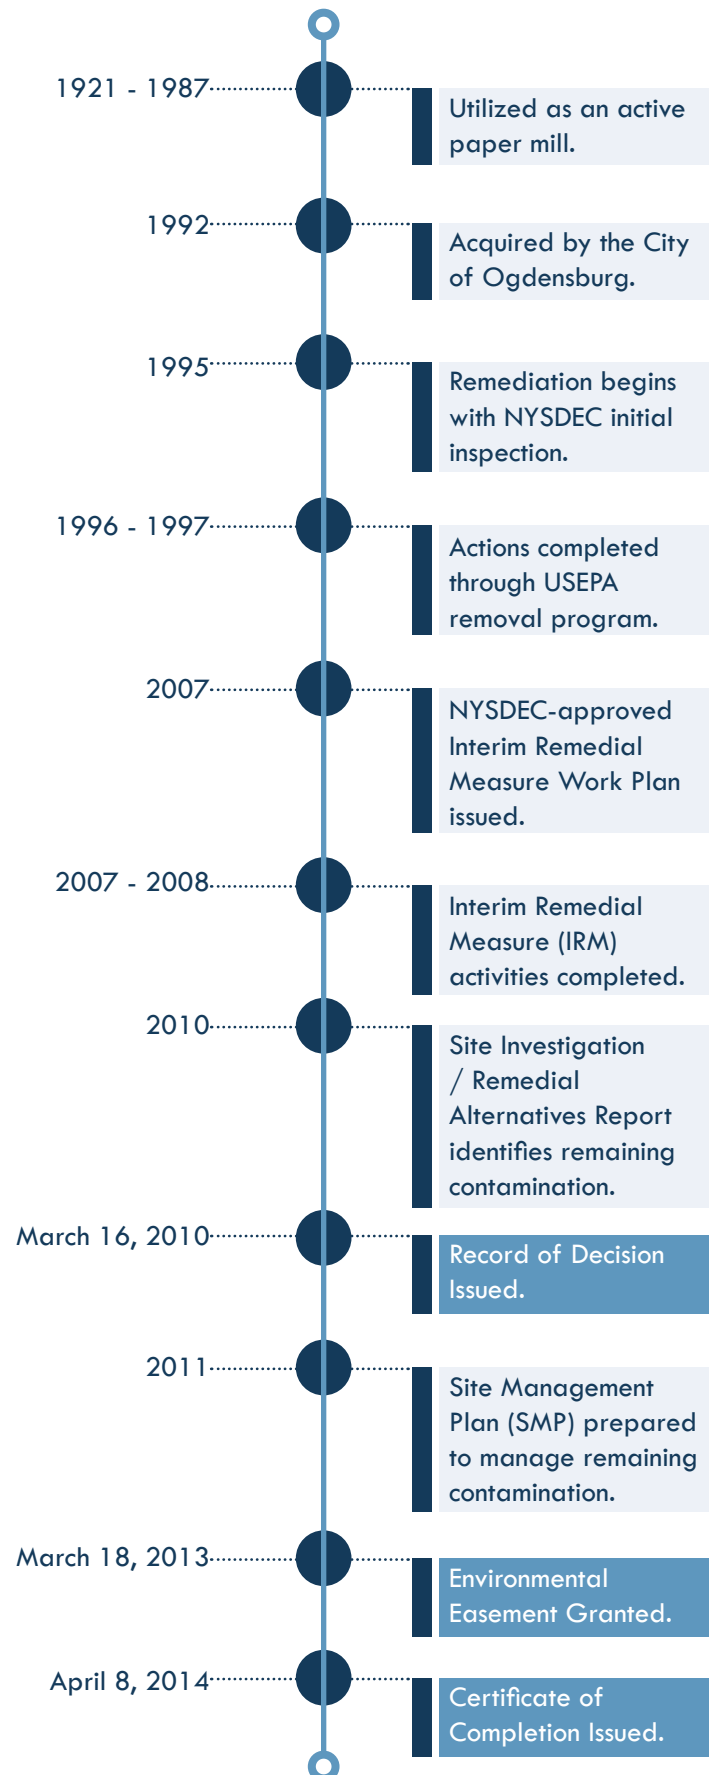 1921 - 1987
Utilized as an active
paper mill.
1992
Acquired by the City
of Ogdensburg.
1995
Remediation begins
with NYSDEC initial
inspection.
1996 - 1997
Actions completed
through USEPA
removal program.
2007
NYSDEC-approved
Interim Remedial
Measure Work Plan
issued.
2007 - 2008
Interim Remedial
Measure (IRM)
activities completed.
2010
Site Investigation
/ Remedial
Alternatives Report
identifies remaining
contamination.
March 16, 2010
Record of Decision
Issued.
2011
Site Management
Plan (SMP) prepared
to manage remaining
contamination.
March 18, 2013
Environmental
Easement Granted.
April 8, 2014
Certificate of
Completion Issued.